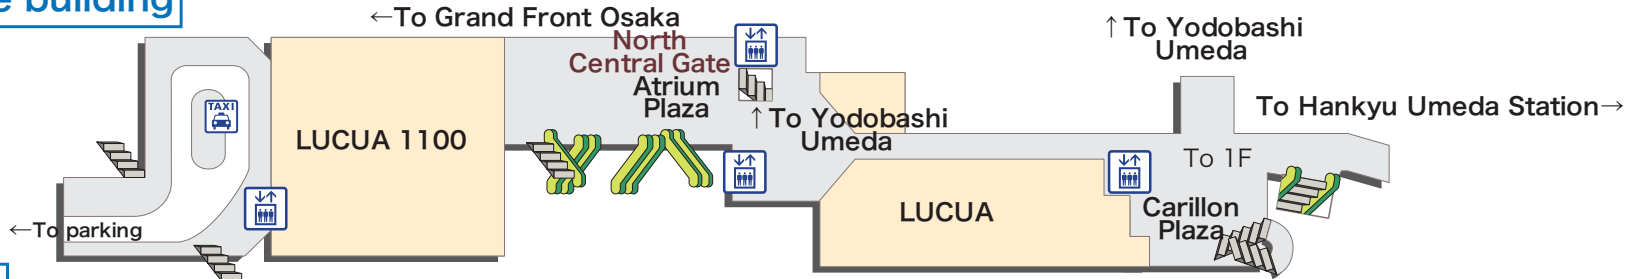 e building
←To Grand Front Osaka
North
Central Gate
Atrium
Plaza
↑To Yodobashi
Umeda
↑To Yodobashi
Umeda
To Hankyu Umeda Station→
TAXI
LUCUA 1100
To 1F
LUCUA
Carillon
Plaza
←To parking